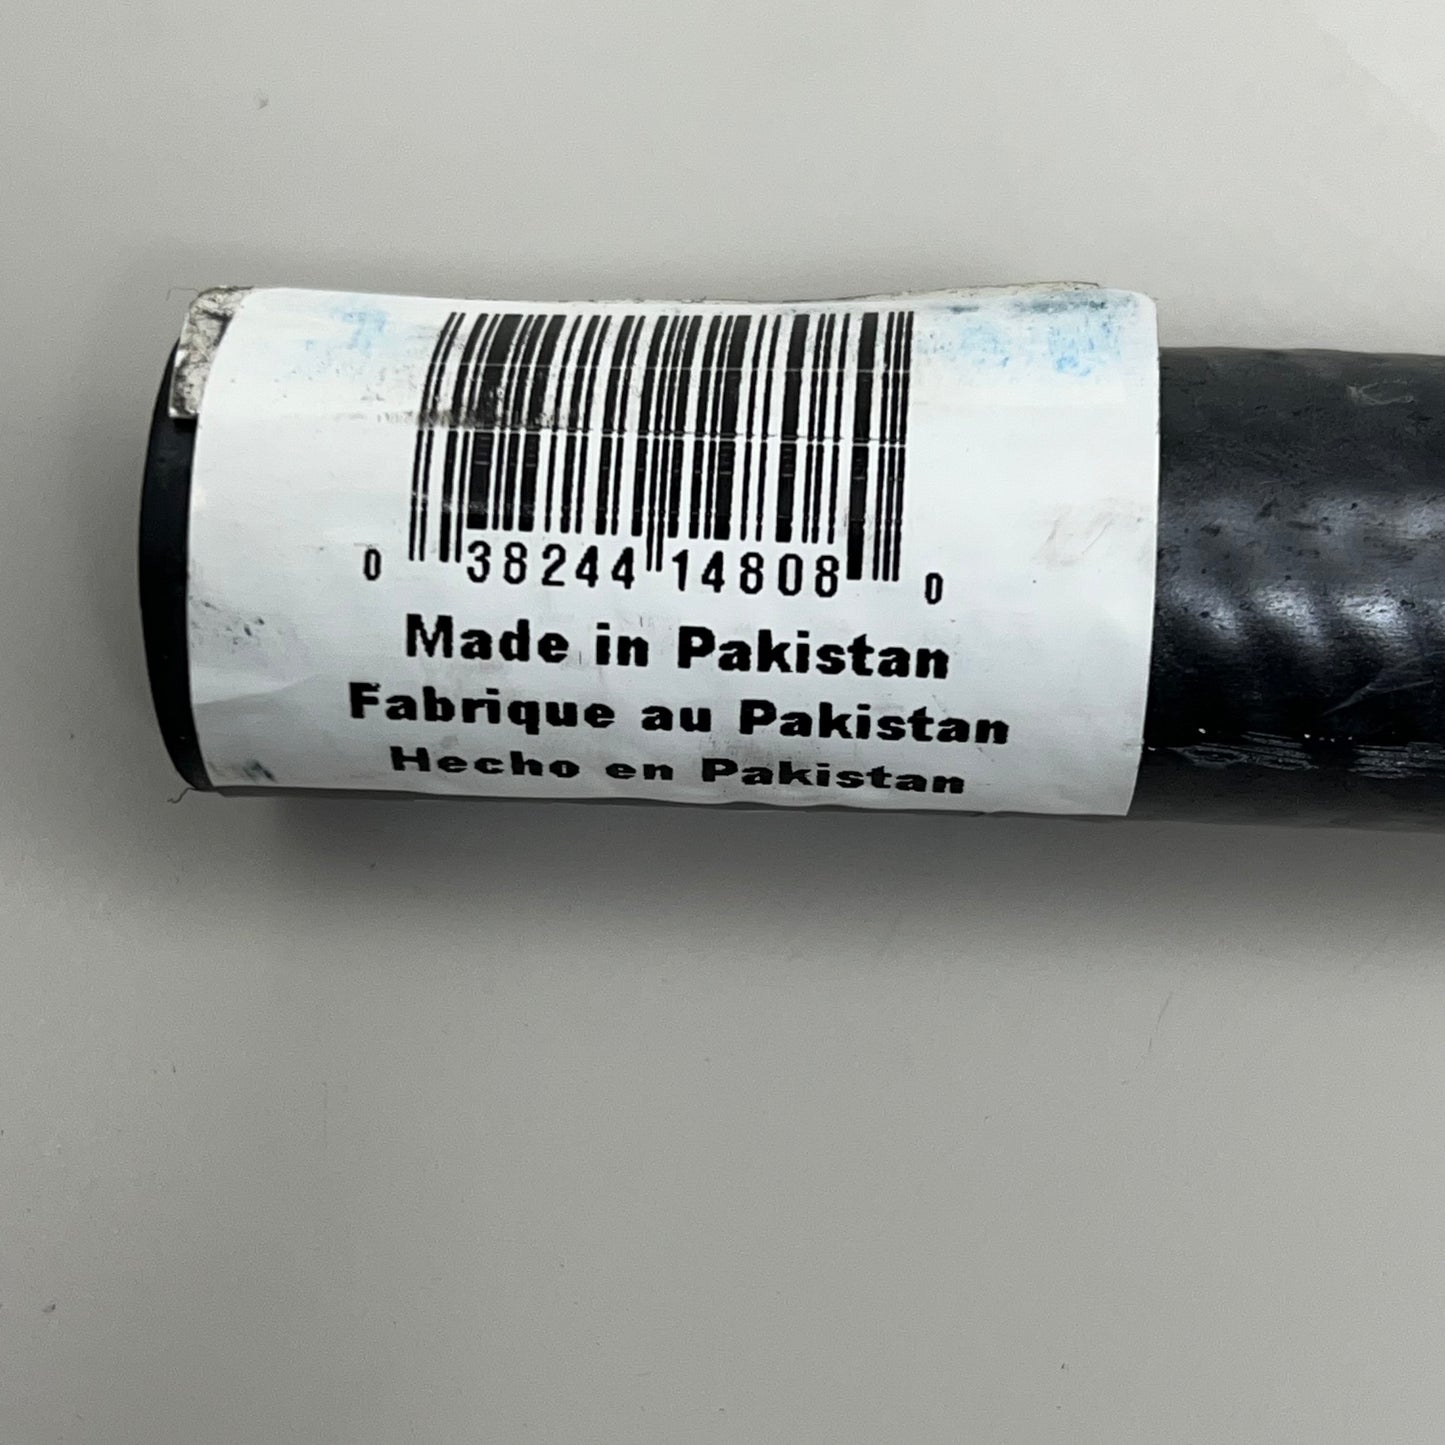 0 38244 14808 0
Made in Pakistan
Fabrique au Pakistan
Hecho en Pakistan